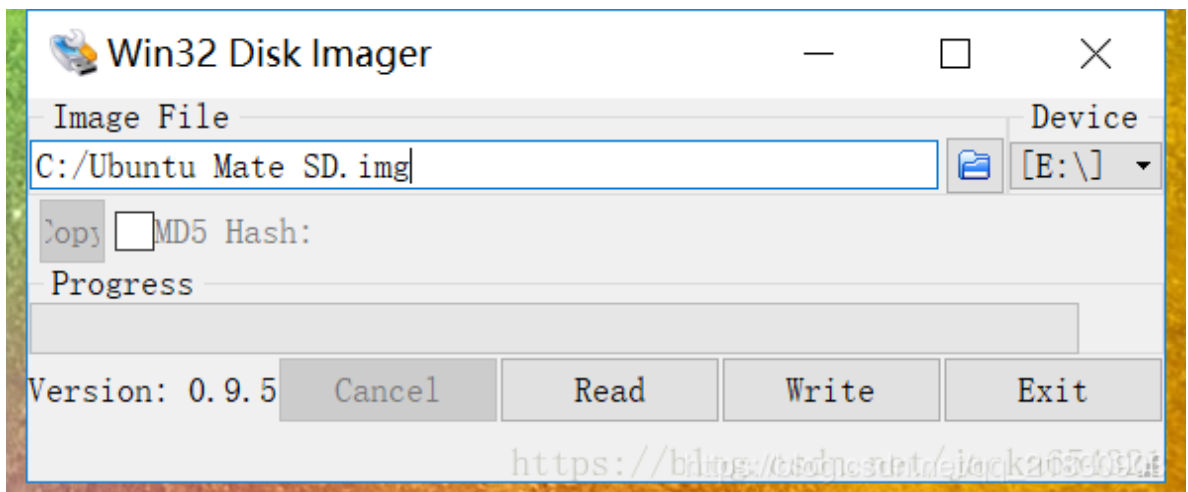 Win32 Disk Imager
Image File
Device
C:/Ubuntu Mate SD.img
[E:\]
Copy
MD5 Hash:
Progress
Version: 0.9.5
Cancel
Read
Write
Exit